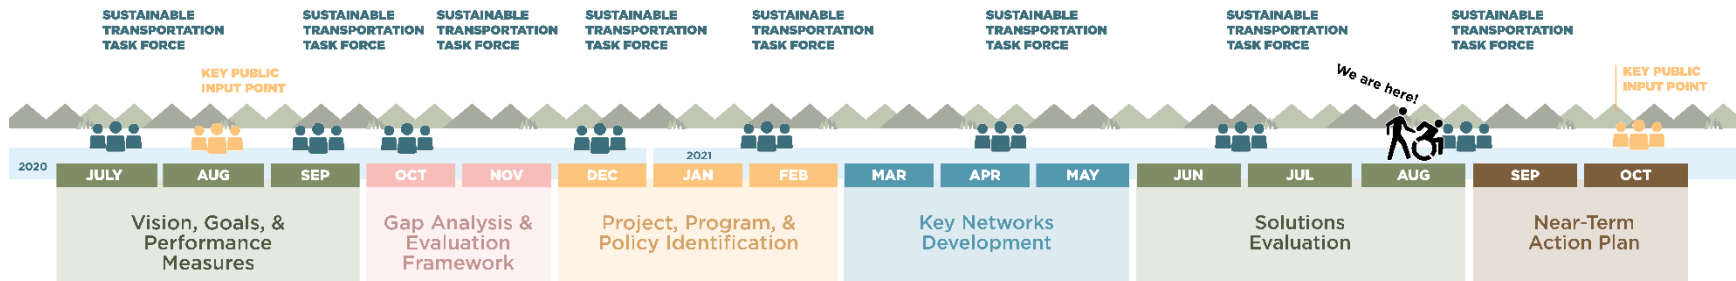 SUSTAINABLE
TRANSPORTATION
TASK FORCE
SUSTAINABLE
TRANSPORTATION
TASK FORCE
SUSTAINABLE
TRANSPORTATION
TASK FORCE
SUSTAINABLE
TRANSPORTATION
TASK FORCE
SUSTAINABLE
TRANSPORTATION
TASK FORCE
SUSTAINABLE
TRANSPORTATION
TASK FORCE
SUSTAINABLE
TRANSPORTATION
TASK FORCE
SUSTAINABLE
TRANSPORTATION
TASK FORCE
KEY PUBLIC
INPUT POINT
We are here!
KEY PUBLIC
INPUT POINT
2020
2021
JULY
AUG
SEP
OCT
NOV
DEC
JAN
FEB
MAR
APR
MAY
JUN
JUL
AUG
SEP
OCT
Vision, Goals, &
Performance
Measures
Gap Analysis &
Evaluation
Framework
Project, Program, &
Policy Identification
Key Networks
Development
Solutions
Evaluation
Near-Term
Action Plan